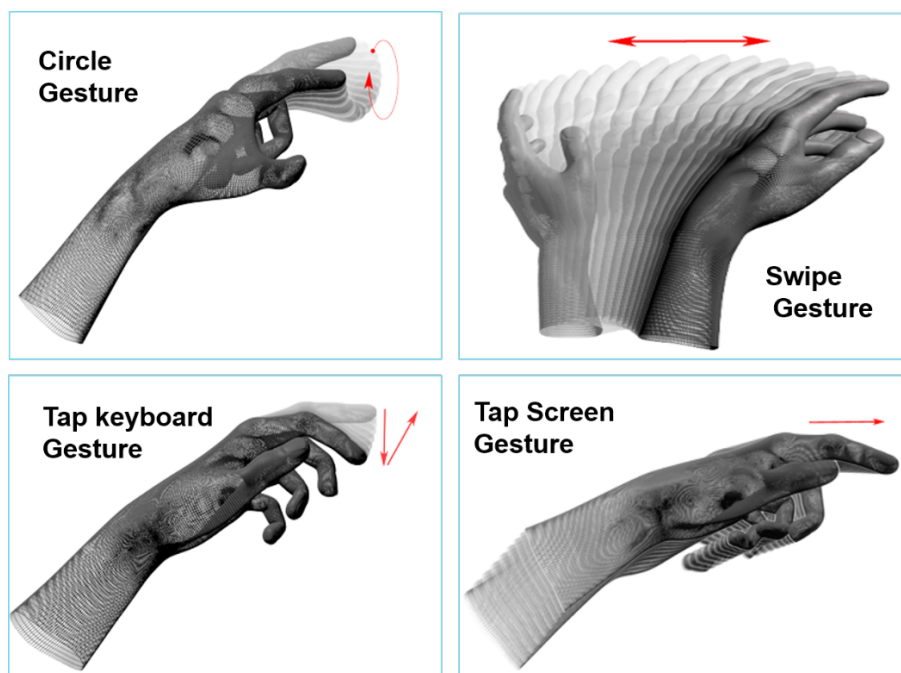 Circle
Gesture
Swipe
Gesture
Tap keyboard
Gesture
Tap Screen
Gesture